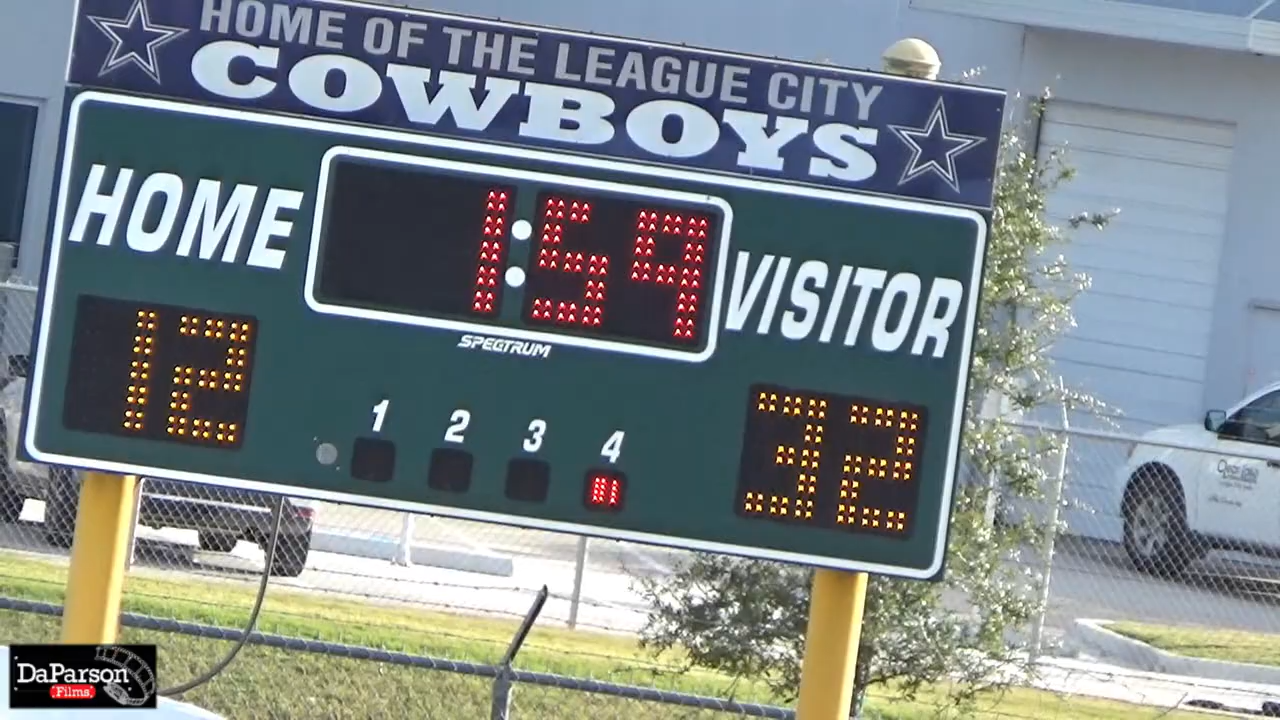 HOME OF THE LEAGUE CITY
COWBOYS
HOME
1:59
VISITOR
SPECTRUM
12
1 2 3 4
32
DaParson
Films